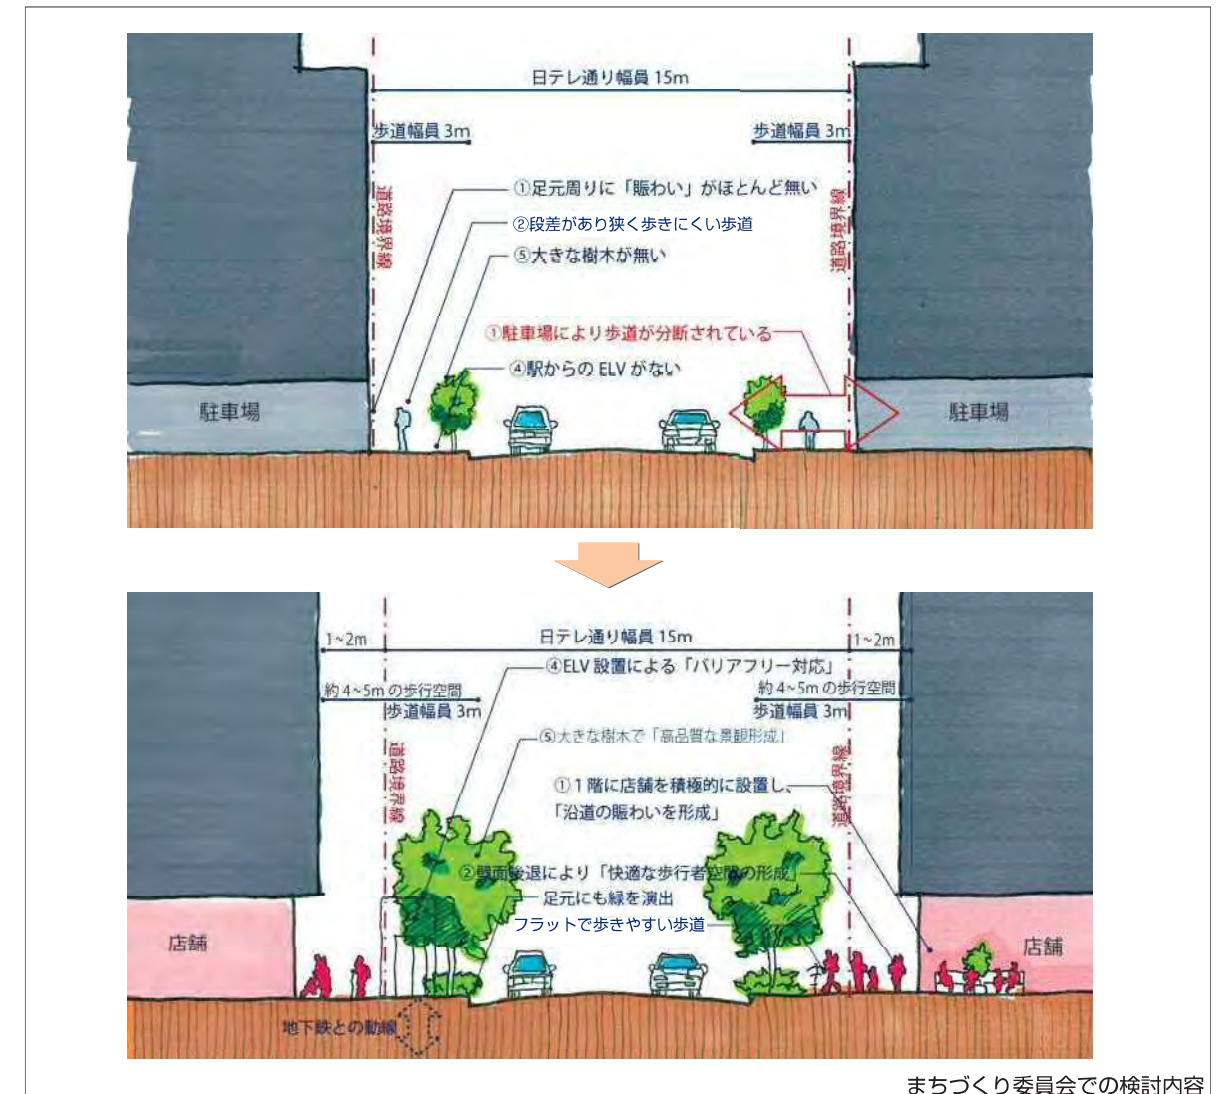 日テレ通り幅員 15m
歩道幅員 3m
歩道幅員 3m
道路境界線
道路境界線
①足元周りに「賑わい」がほとんど無い
②段差があり狭く歩きにくい歩道
⑤大きな樹木が無い
①駐車場により歩道が分断されている
④駅からの ELV がない
駐車場
駐車場
1~2m
日テレ通り幅員 15m
1~2m
④ELV 設置による「バリアフリー対応」
約 4~5m の歩行空間
約 4~5m の歩行空間
歩道幅員 3m
歩道幅員 3m
道路境界線
道路境界線
⑤大きな樹木で「高品質な景観形成」
①1 階に店舗を積極的に設置し、
「沿道の賑わいを形成」
②壁面後退により「快適な歩行者空間の形成」
足元にも緑を演出
フラットで歩きやすい歩道
店舗
店舗
地下鉄との動線
まちづくり委員会での検討内容